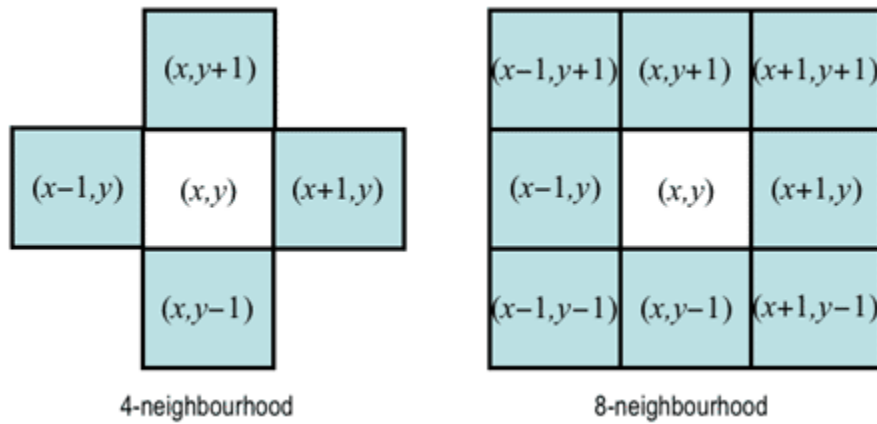 (x,y+1)
(x−1,y) (x,y) (x+1,y)
(x,y−1)
4-neighbourhood
(x−1,y+1) (x,y+1) (x+1,y+1)
(x−1,y) (x,y) (x+1,y)
(x−1,y−1) (x,y−1) (x+1,y−1)
8-neighbourhood